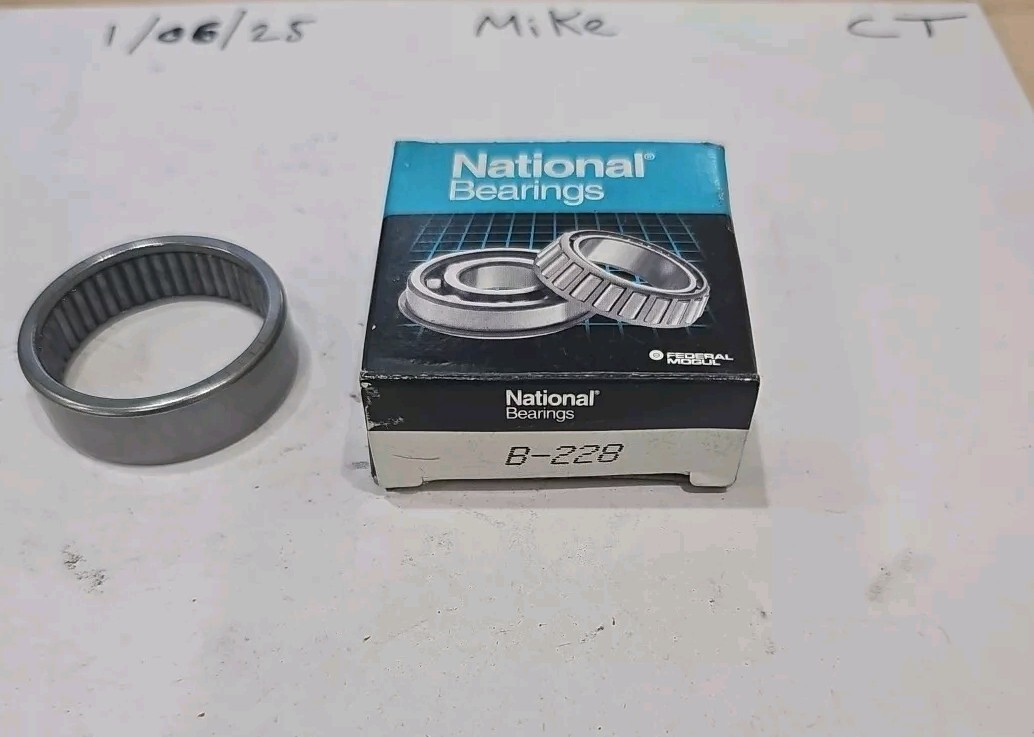 1/06/25 Mike CT
National®
Bearings
FEDERAL
MOGUL
National®
Bearings
B-228